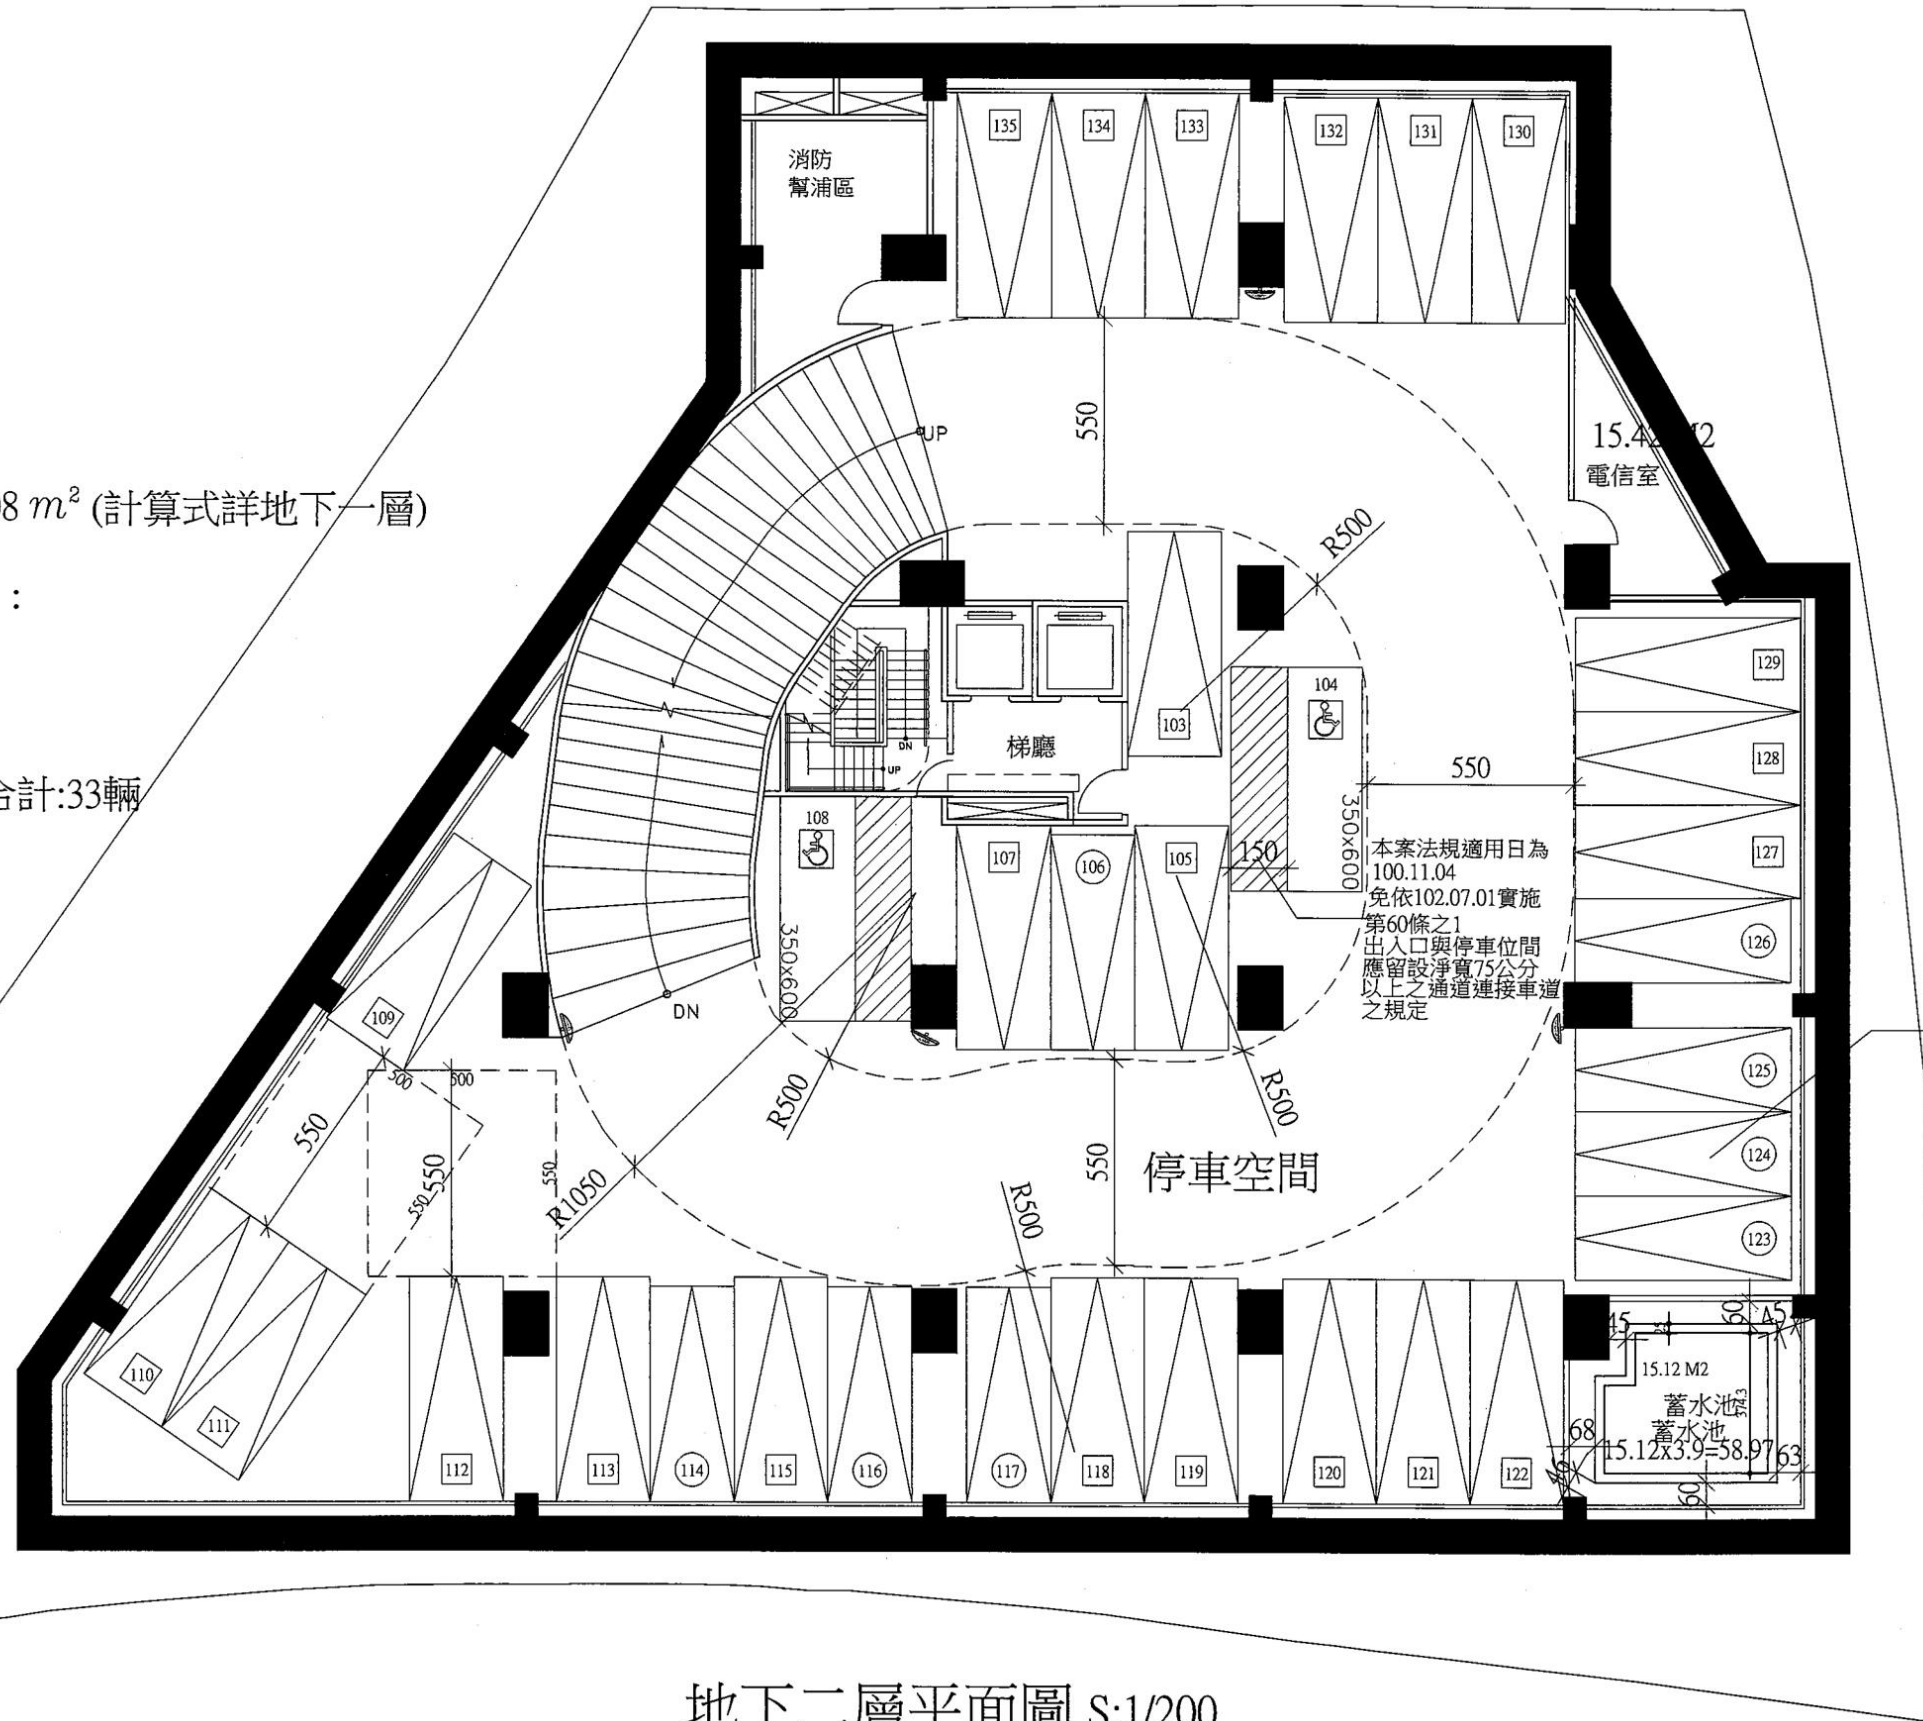 135
134
133
132
131
130
消防
幫浦區
UP
550
15.42 M2
電信室
8 m² (計算式詳地下一層)
:
R500
129
104
103
128
梯廳
DN
UP
550
合計:33輛
108
107
106
105
150
350x600
127
本案法規適用日為
100.11.04
免依102.07.01實施
第60條之1
出入口與停車位間
應留設淨寬75公分
以上之通道連接車道
之規定
126
350x600
109
DN
500
500
125
R500
R500
550
550
550
550
550
停車空間
124
R1050
R500
123
60
45
45
25
15.12 M2
110
蓄水池
蓄水池
111
68
15.12x3.9=58.97
63
112
113
114
115
116
117
118
119
120
121
122
46
60
地下二層平面圖 S:1/200